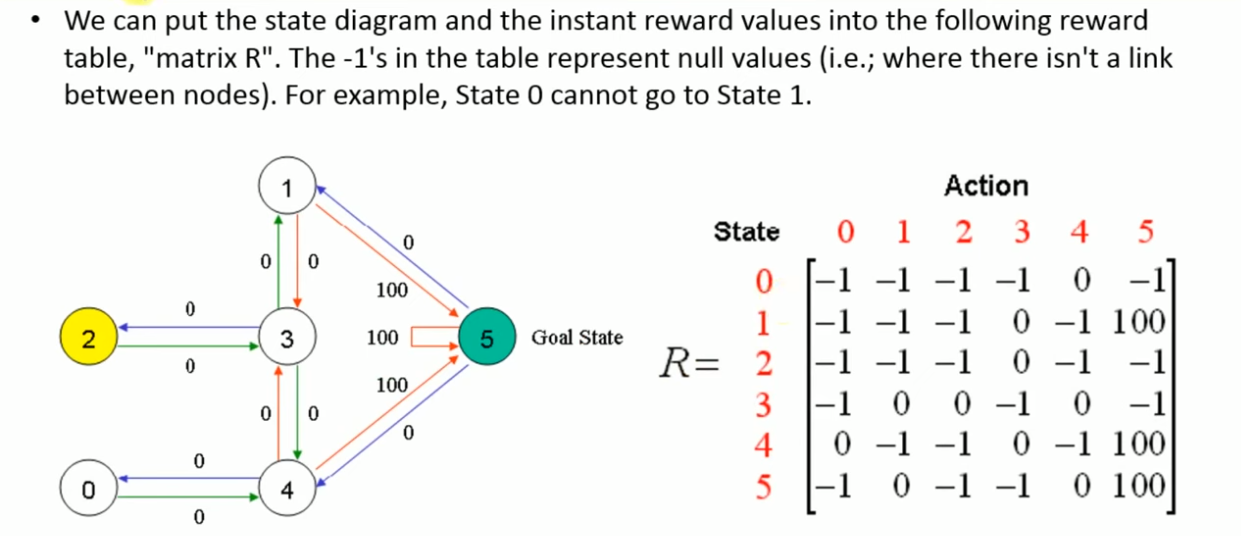 • We can put the state diagram and the instant reward values into the following reward
table, "matrix R". The -1's in the table represent null values (i.e.; where there isn't a link
between nodes). For example, State 0 cannot go to State 1.
1
0
0 0
100
0
2
3
100
5
Goal State
0
100
0 0
0
0
0
4
0
Action
State 0 1 2 3 4 5
0 −1 −1 −1 −1 0 −1
1 −1 −1 −1 0 −1 100
R= 2 −1 −1 −1 0 −1 −1
3 −1 0 0 −1 0 −1
4 0 −1 −1 0 −1 100
5 −1 0 −1 −1 0 100